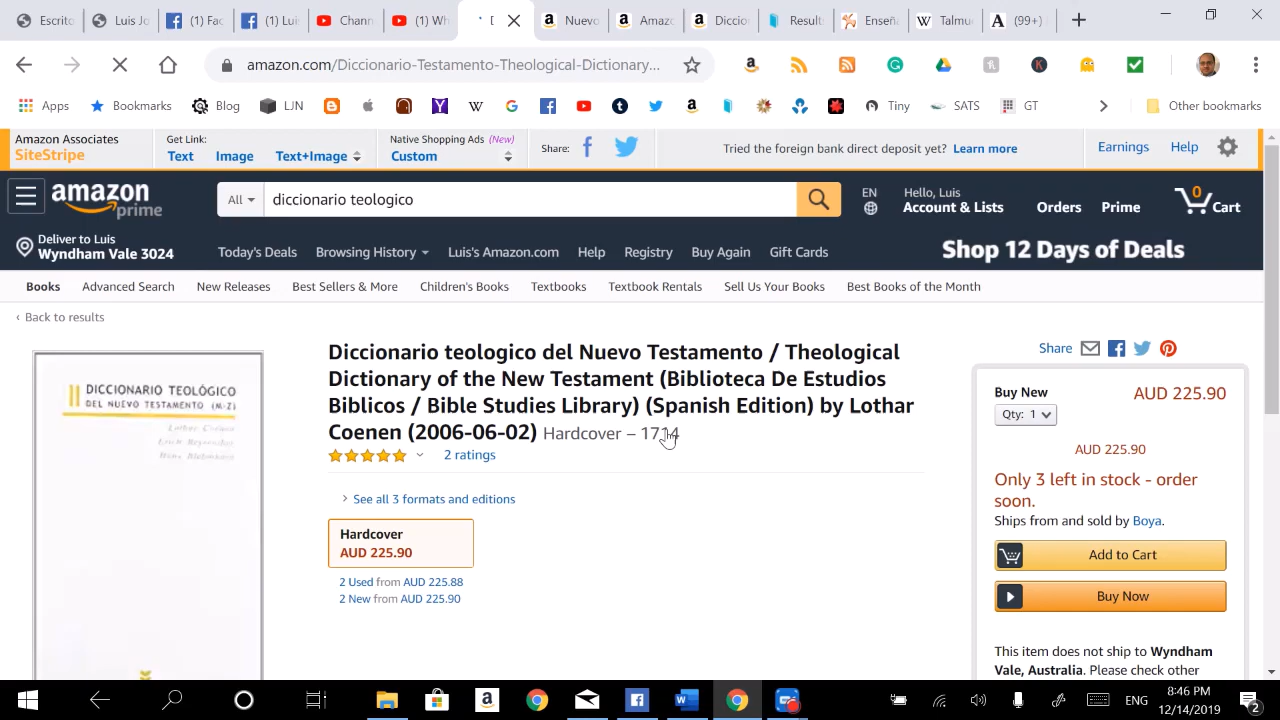 Escrito
Luis Jo
(1) Fac
(1) Lui
Chann
(1) Wh
Nuevo
Amazo
Diccio
Result
Enseña
Talmu
(99+)
amazon.com/Diccionario-Testamento-Theological-Dictionary...
Apps
Bookmarks
Blog
LJN
Tiny
SATS
GT
Other bookmarks
Amazon Associates
SiteStripe
Get Link:
Text
Image
Text+Image
Native Shopping Ads (New)
Custom
Share:
Tried the foreign bank direct deposit yet? Learn more
Earnings
Help
amazon prime
All
diccionario teologico
EN
Hello, Luis
Account & Lists
Orders
Prime
0
Cart
Deliver to Luis
Wyndham Vale 3024
Today's Deals
Browsing History
Luis's Amazon.com
Help
Registry
Buy Again
Gift Cards
Shop 12 Days of Deals
Books
Advanced Search
New Releases
Best Sellers & More
Children's Books
Textbooks
Textbook Rentals
Sell Us Your Books
Best Books of the Month
‹ Back to results
DICCIONARIO TEOLÓGICO
DEL NUEVO TESTAMENTO (M-Z)
Lothar Coenen
Diccionario teologico del Nuevo Testamento / Theological
Dictionary of the New Testament (Biblioteca De Estudios
Biblicos / Bible Studies Library) (Spanish Edition) by Lothar
Coenen (2006-06-02) Hardcover – 1714
2 ratings
See all 3 formats and editions
Hardcover
AUD 225.90
2 Used from AUD 225.88
2 New from AUD 225.90
Share
Buy New
AUD 225.90
Qty: 1
AUD 225.90
Only 3 left in stock - order
soon.
Ships from and sold by Boya.
Add to Cart
Buy Now
This item does not ship to Wyndham
Vale, Australia. Please check other
ENG
8:46 PM
12/14/2019
2